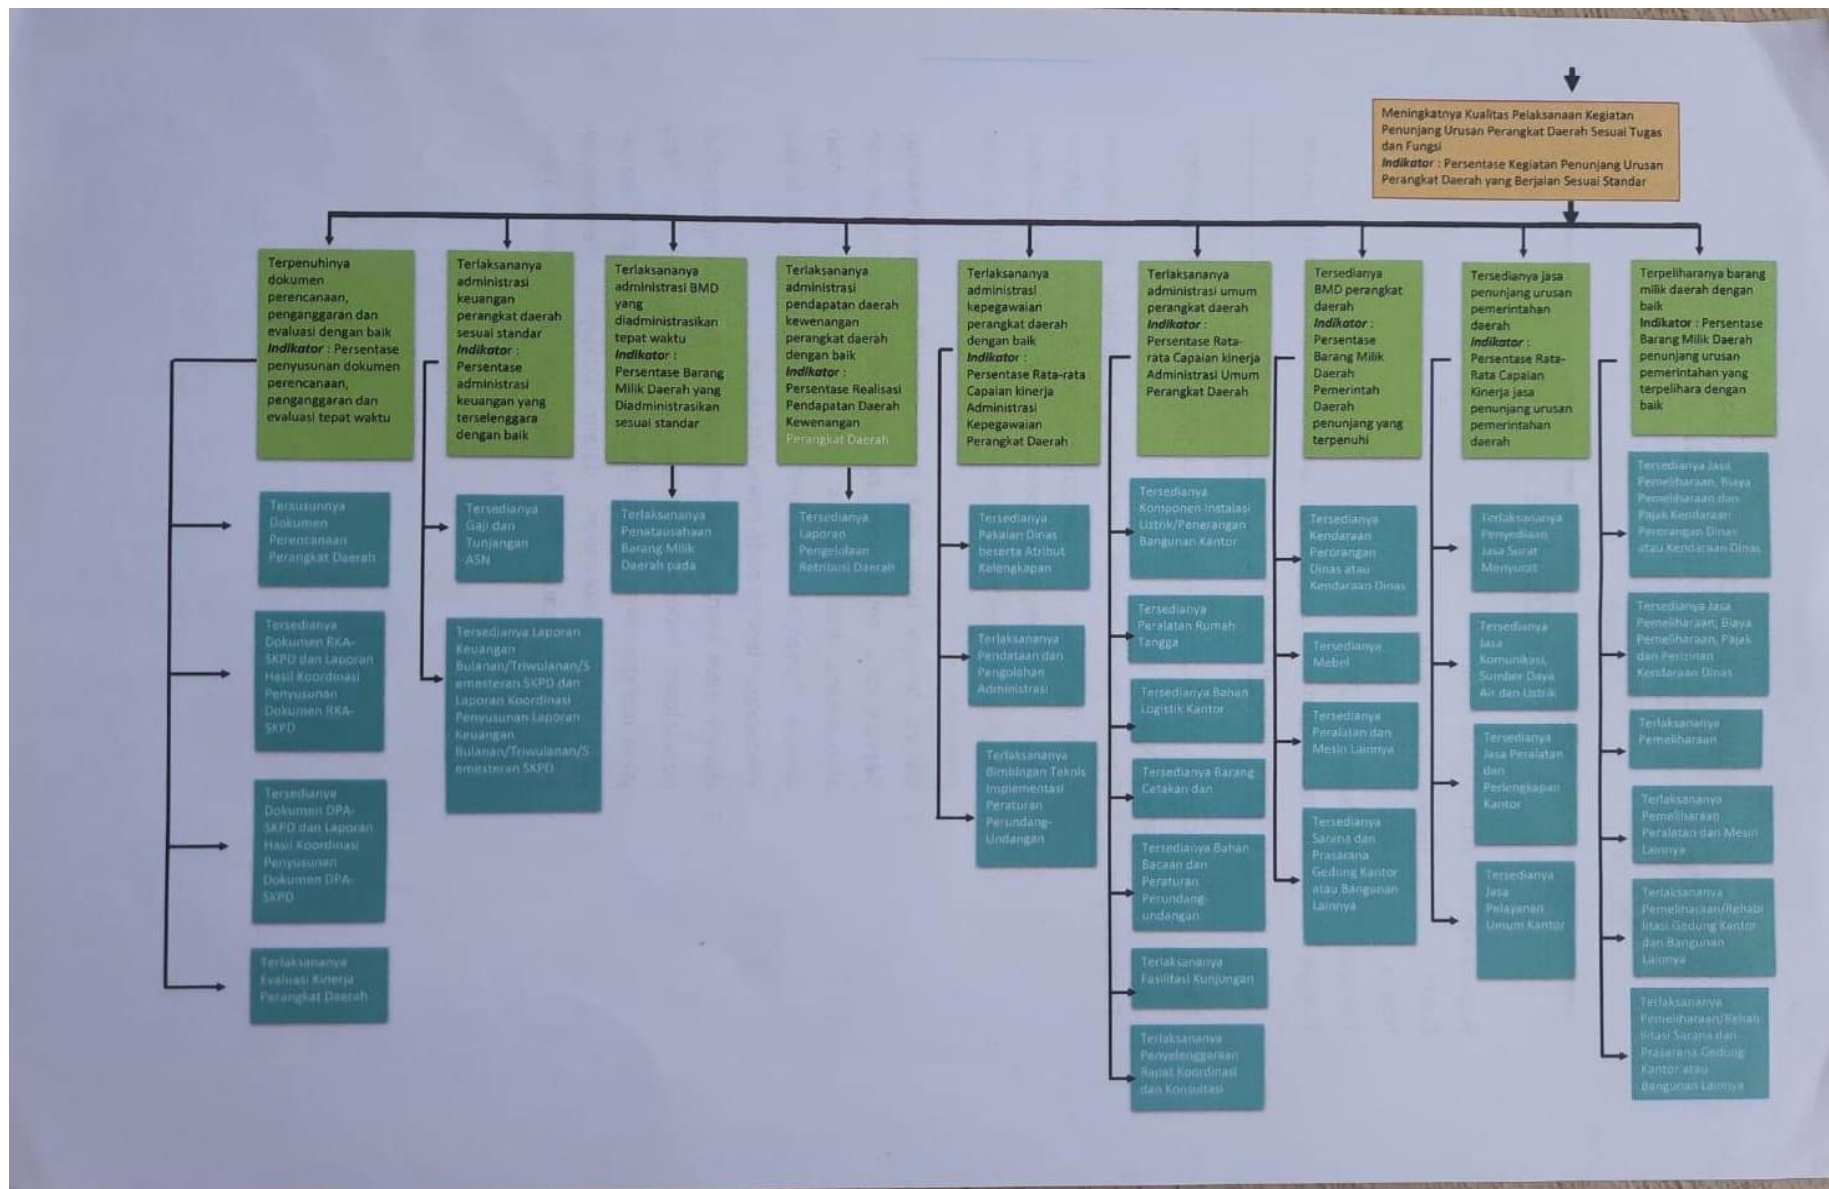 Meningkatnya Kualitas Pelaksanaan Kegiatan
Penunjang Urusan Perangkat Daerah Sesuai Tugas
dan Fungsi
Indikator : Persentase Kegiatan Penunjang Urusan
Perangkat Daerah yang Berjalan Sesuai Standar
Terpenuhinya
dokumen
perencanaan,
penganggaran dan
evaluasi dengan baik
Indikator : Persentase
penyusunan dokumen
perencanaan,
penganggaran dan
evaluasi tepat waktu
Tersusunnya
Dokumen
Perencanaan
Perangkat Daerah
Tersedianya
Dokumen RKA-
SKPD dan Laporan
Hasil Koordinasi
Penyusunan
Dokumen RKA-
SKPD
Tersedianya
Dokumen DPA-
SKPD dan Laporan
Hasil Koordinasi
Penyusunan
Dokumen DPA-
SKPD
Terlaksananya
Evaluasi Kinerja
Perangkat Daerah
Terlaksananya
administrasi
keuangan
perangkat daerah
sesuai standar
Indikator :
Persentase
administrasi
keuangan yang
terselenggara
dengan baik
Tersedianya
Gaji dan
Tunjangan
ASN
Tersedianya Laporan
Keuangan
Bulanan/Triwulanan/S
emesteran SKPD dan
Laporan Koordinasi
Penyusunan Laporan
Keuangan
Bulanan/Triwulanan/S
emesteran SKPD
Terlaksananya
administrasi BMD
yang
diadministrasikan
tepat waktu
Indikator :
Persentase Barang
Milik Daerah yang
Diadministrasikan
sesuai standar
Terlaksananya
Penatausahaan
Barang Milik
Daerah pada
Terlaksananya
administrasi
pendapatan daerah
kewenangan
perangkat daerah
dengan baik
Indikator :
Persentase Realisasi
Pendapatan Daerah
Kewenangan
Perangkat Daerah
Tersedianya
Laporan
Pengelolaan
Retribusi Daerah
Terlaksananya
administrasi
kepegawaian
perangkat daerah
dengan baik
Indikator :
Persentase Rata-rata
Capaian kinerja
Administrasi
Kepegawaian
Perangkat Daerah
Tersedianya
Pakaian Dinas
beserta Atribut
Kelengkapan
Terlaksananya
Pendataan dan
Pengolahan
Administrasi
Terlaksananya
Bimbingan Teknis
Implementasi
Peraturan
Perundang-
Undangan
Terlaksananya
administrasi umum
perangkat daerah
Indikator :
Persentase Rata-
rata Capaian kinerja
Administrasi Umum
Perangkat Daerah
Tersedianya
Komponen Instalasi
Listrik/Penerangan
Bangunan Kantor
Tersedianya
Peralatan Rumah
Tangga
Tersedianya Bahan
Logistik Kantor
Tersedianya Barang
Cetakan dan
Tersedianya Bahan
Bacaan dan
Peraturan
Perundang-
undangan
Terlaksananya
Fasilitasi Kunjungan
Terlaksananya
Penyelenggaraan
Rapat Koordinasi
dan Konsultasi
Tersedianya
BMD perangkat
daerah
Indikator :
Persentase
Barang Milik
Daerah
Pemerintah
Daerah
penunjang yang
terpenuhi
Tersedianya
Kendaraan
Perorangan
Dinas atau
Kendaraan Dinas
Tersedianya
Mebel
Tersedianya
Peralatan dan
Mesin Lainnya
Tersedianya
Sarana dan
Prasarana
Gedung Kantor
atau Bangunan
Lainnya
Tersedianya jasa
penunjang urusan
pemerintahan
daerah
Indikator :
Persentase Rata-
Rata Capaian
Kinerja jasa
penunjang urusan
pemerintahan
daerah
Terlaksananya
Penyediaan
Jasa Surat
Menyurat
Tersedianya
Jasa
Komunikasi,
Sumber Daya
Air dan Listrik
Tersedianya
Jasa Peralatan
dan
Perlengkapan
Kantor
Tersedianya
Jasa
Pelayanan
Umum Kantor
Terpeliharanya barang
milik daerah dengan
baik
Indikator : Persentase
Barang Milik Daerah
penunjang urusan
pemerintahan yang
terpelihara dengan
baik
Tersedianya Jasa
Pemeliharaan, Biaya
Pemeliharaan dan
Pajak Kendaraan
Perorangan Dinas
atau Kendaraan Dinas
Tersedianya Jasa
Pemeliharaan, Biaya
Pemeliharaan, Pajak
dan Perizinan
Kendaraan Dinas
Terlaksananya
Pemeliharaan
Terlaksananya
Pemeliharaan
Peralatan dan Mesin
Lainnya
Terlaksananya
Pemeliharaan/Rehabi
litasi Gedung Kantor
dan Bangunan
Lainnya
Terlaksananya
Pemeliharaan/Rehab
ilitasi Sarana dan
Prasarana Gedung
Kantor atau
Bangunan Lainnya